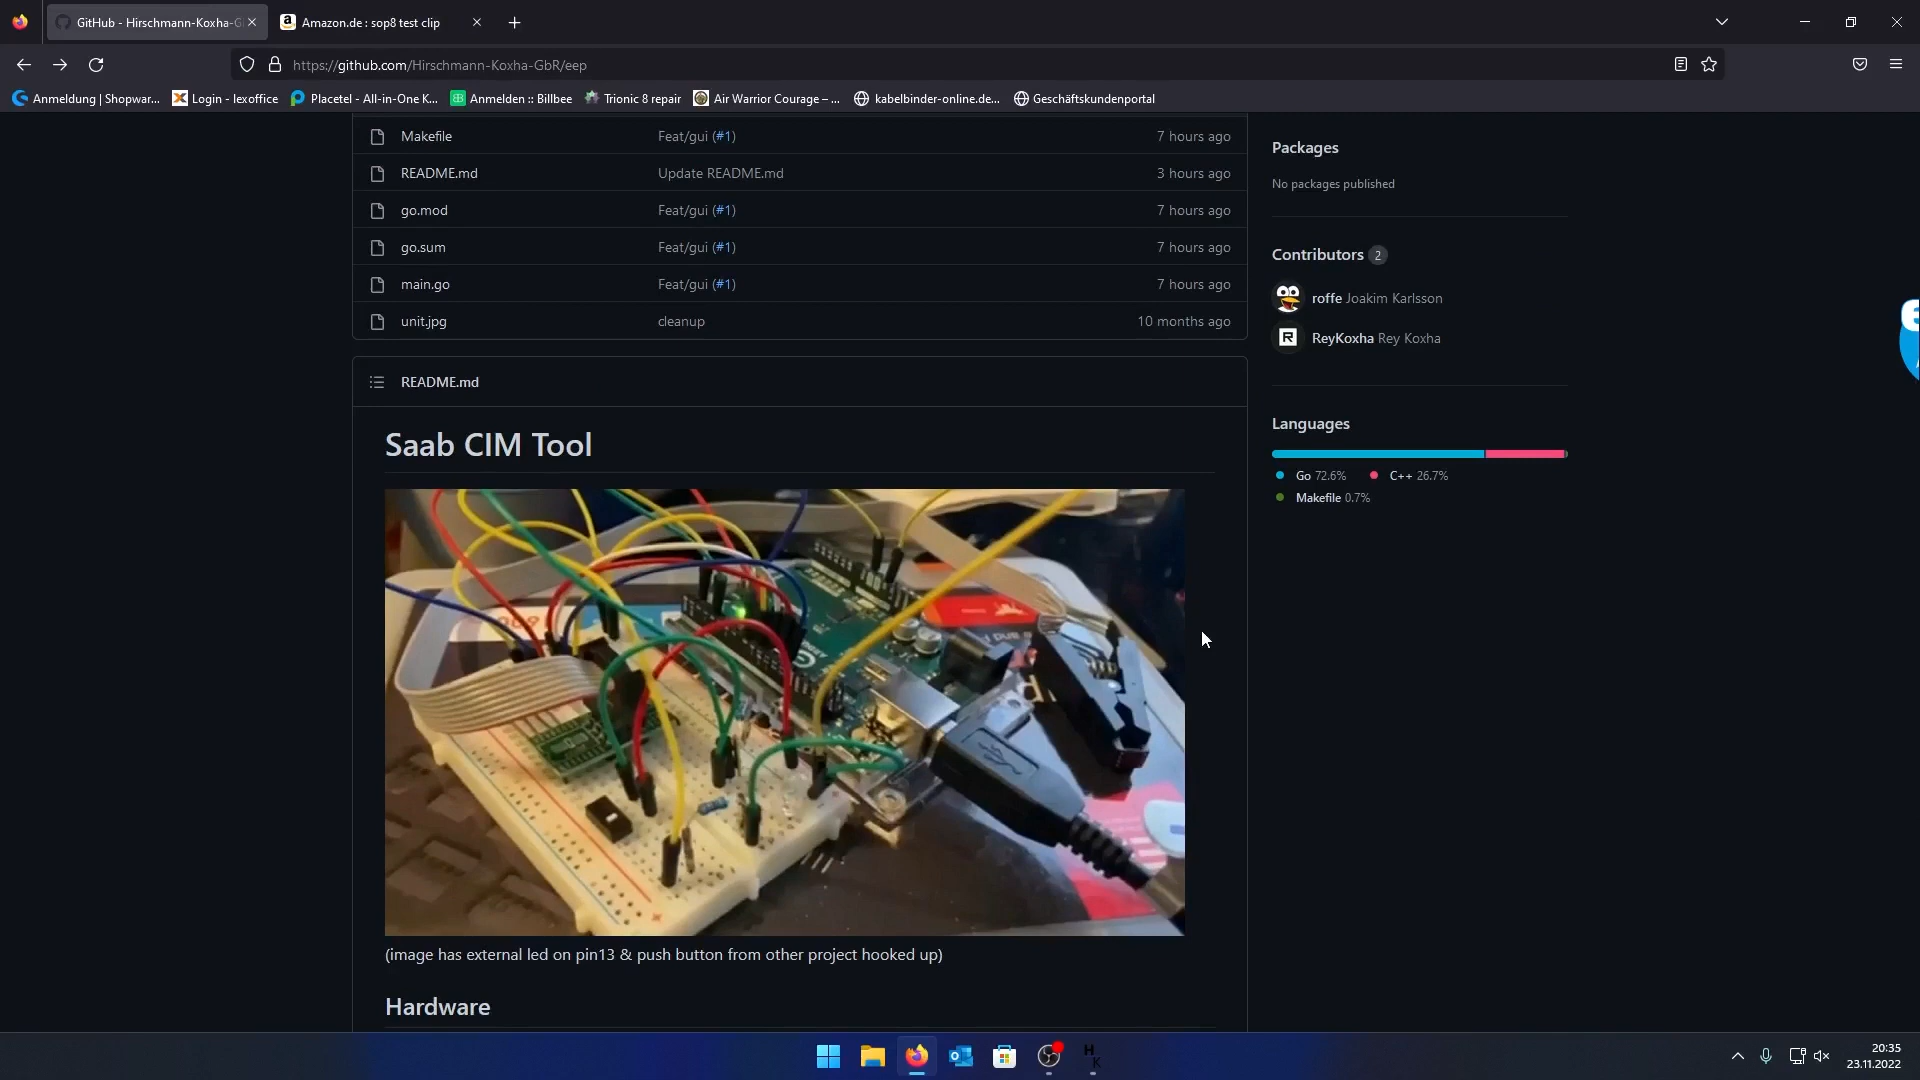 GitHub - Hirschmann-Koxha-G
Amazon.de : sop8 test clip
https://github.com/Hirschmann-Koxha-GbR/eep
Anmeldung | Shopwar...
Login - lexoffice
Placetel - All-in-One K...
Anmelden :: Billbee
Trionic 8 repair
Air Warrior Courage – ...
kabelbinder-online.de...
Geschäftskundenportal
Makefile Feat/gui (#1) 7 hours ago
README.md Update README.md 3 hours ago
go.mod Feat/gui (#1) 7 hours ago
go.sum Feat/gui (#1) 7 hours ago
main.go Feat/gui (#1) 7 hours ago
unit.jpg cleanup 10 months ago
README.md
Saab CIM Tool
(image has external led on pin13 & push button from other project hooked up)
Hardware
Packages
No packages published
Contributors 2
roffe Joakim Karlsson
R
ReyKoxha Rey Koxha
Languages
Go 72.6% C++ 26.7%
Makefile 0.7%
H
K
20:35
23.11.2022